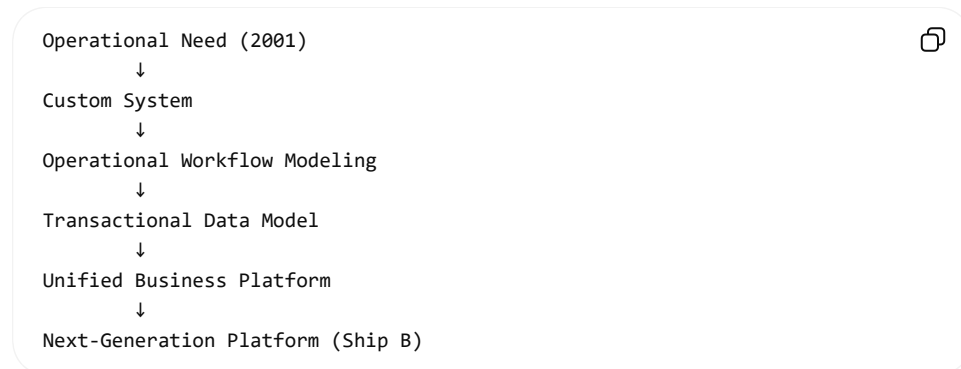 Operational Need (2001)
↓
Custom System
↓
Operational Workflow Modeling
↓
Transactional Data Model
↓
Unified Business Platform
↓
Next-Generation Platform (Ship B)